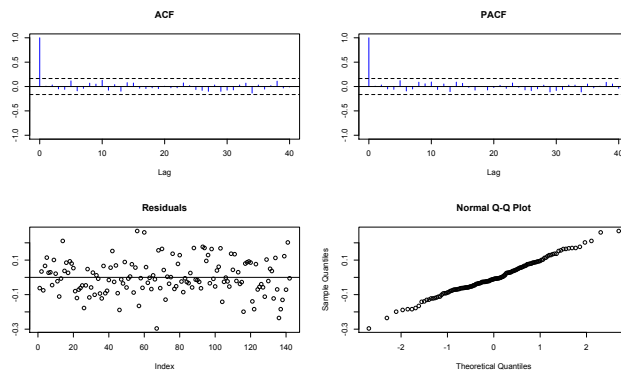 ACF
1.0
0.5
0.0
-0.5
-1.0
0 10 20 30 40
Lag
PACF
1.0
0.5
0.0
-0.5
-1.0
0 10 20 30 40
Lag
Residuals
0.1
-0.1
-0.3
0 20 40 60 80 100 120 140
Index
Normal Q-Q Plot
Sample Quantiles
0.1
-0.1
-0.3
-2 -1 0 1 2
Theoretical Quantiles